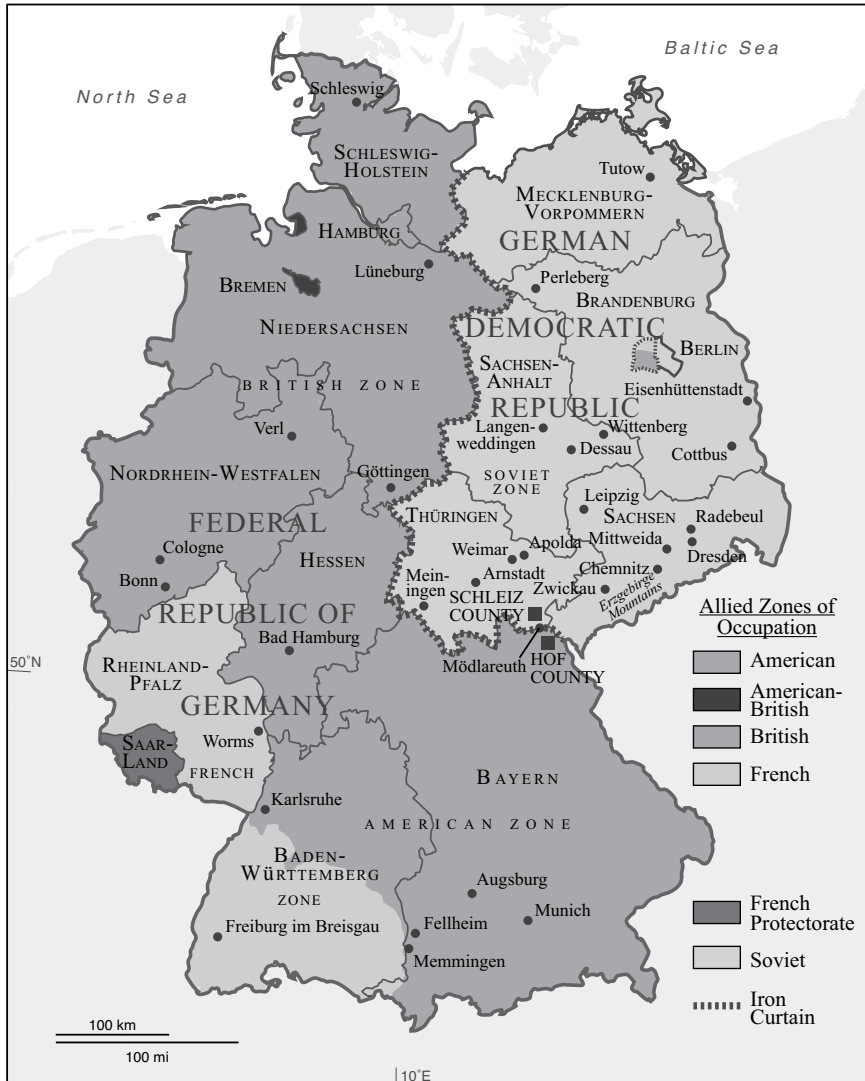 Baltic Sea
North Sea
Schleswig
SCHLESWIG-
HOLSTEIN
Tutow
MECKLENBURG-
VORPOMMERN
HAMBURG
GERMAN
Lüneburg
Perleberg
BREMEN
BRANDENBURG
NIEDERSACHSEN
DEMOCRATIC
BERLIN
SACHSEN-
ANHALT
BRITISH ZONE
Eisenhüttenstadt
REPUBLIC
Verl
Langen-
weddingen
Wittenberg
Dessau
Cottbus
NORDRHEIN-WESTFALEN
Göttingen
SOVIET
ZONE
Leipzig
THÜRINGEN
SACHSEN
Radebeul
FEDERAL
Mittweida
HESSEN
Weimar
Apolda
Dresden
Cologne
Chemnitz
Bonn
Mein-
ingen
Arnstadt
Zwickau
Erzgebirge
Mountains
SCHLEIZ
COUNTY
REPUBLIC OF
Bad Hamburg
Mödlareuth
HOF
COUNTY
50°N
RHEINLAND-
PFALZ
GERMANY
SAAR-
LAND
Worms
FRENCH
BAYERN
Karlsruhe
AMERICAN ZONE
BADEN-
WÜRTTEMBERG
ZONE
Augsburg
Freiburg im Breisgau
Fellheim
Munich
Memmingen
Allied Zones of
Occupation
American
American-
British
British
French
French
Protectorate
Soviet
Iron
Curtain
100 km
100 mi
10°E